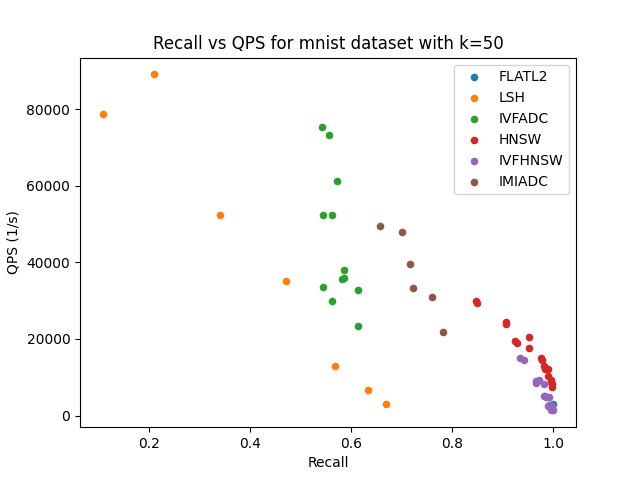 Recall vs QPS for mnist dataset with k=50
FLATL2
LSH
IVFADC
HNSW
IVFHNSW
IMIADC
QPS (1/s)
80000
60000
40000
20000
0
0.2 0.4 0.6 0.8 1.0
Recall